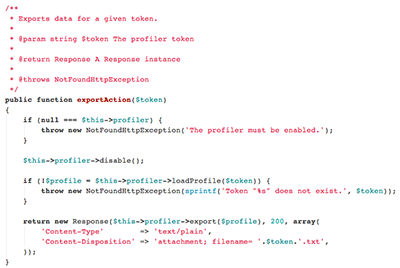 /**
 * Exports data for a given token.
 *
 * @param string $token The profiler token
 *
 * @return Response A Response instance
 *
 * @throws NotFoundHttpException
 */
public function exportAction($token)
{
    if (null === $this->profiler) {
        throw new NotFoundHttpException('The profiler must be enabled.');
    }

    $this->profiler->disable();

    if (!$profile = $this->profiler->loadProfile($token)) {
        throw new NotFoundHttpException(sprintf('Token "%s" does not exist.', $token));
    }

    return new Response($this->profiler->export($profile), 200, array(
        'Content-Type'        => 'text/plain',
        'Content-Disposition' => 'attachment; filename= '.$token.'.txt',
    ));
}